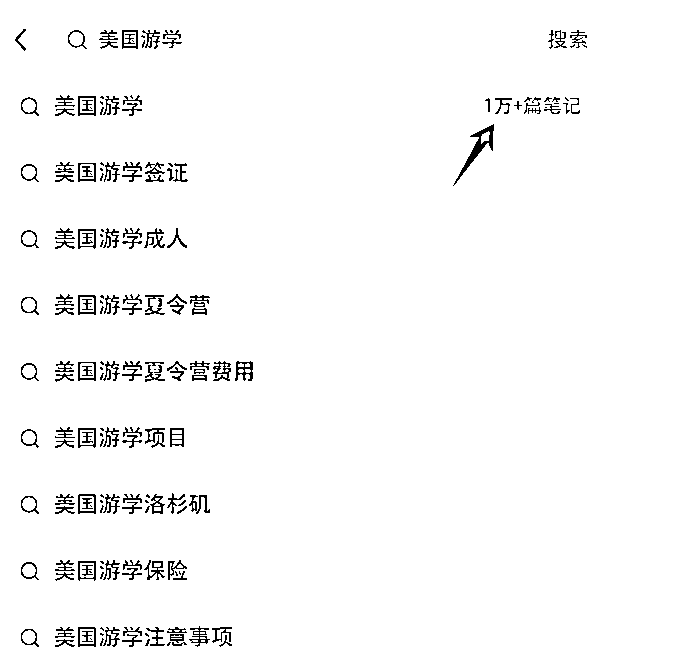 美国游学 搜索
美国游学 1万+篇笔记
美国游学签证
美国游学成人
美国游学夏令营
美国游学夏令营费用
美国游学项目
美国游学洛杉矶
美国游学保险
美国游学注意事项